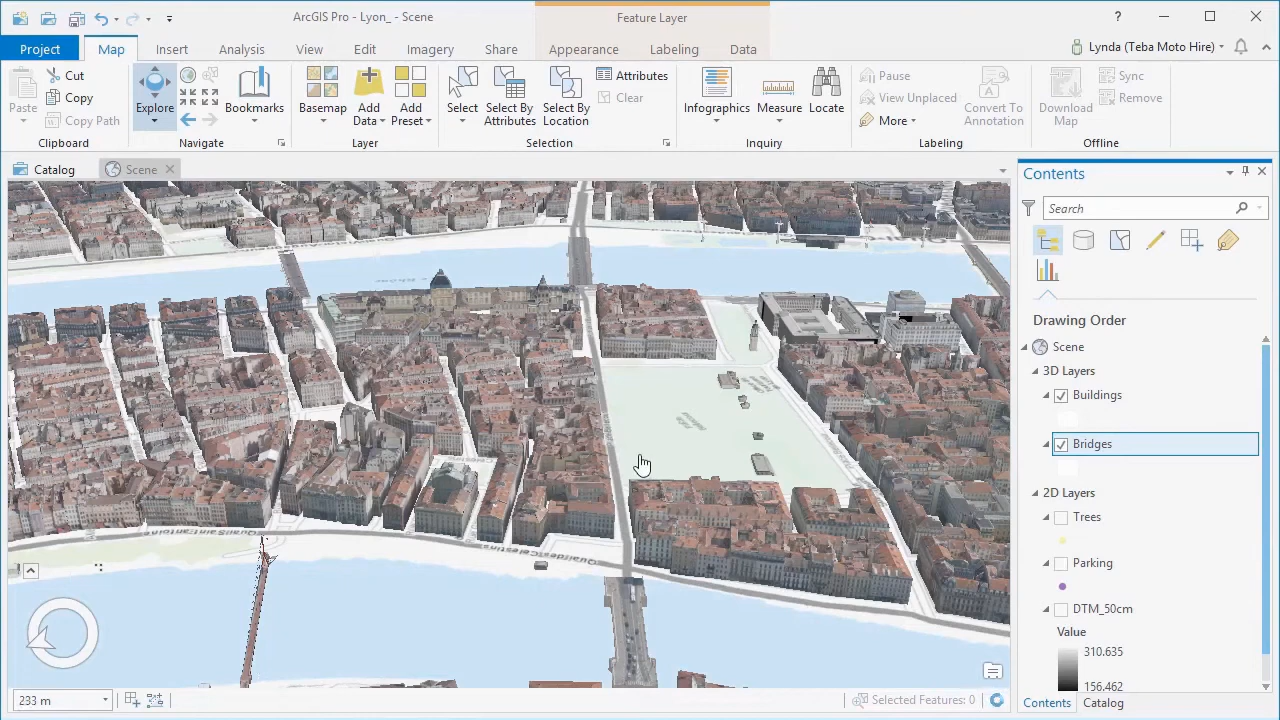 ArcGIS Pro - Lyon_ - Scene
Feature Layer
?
Project
Map
Insert
Analysis
View
Edit
Imagery
Share
Appearance
Labeling
Data
Lynda (Teba Moto Hire)
Paste
Cut
Copy
Copy Path
Clipboard
Explore
Bookmarks
Navigate
Basemap
Add Data
Add Preset
Layer
Select
Select By Attributes
Select By Location
Attributes
Clear
Selection
Infographics
Measure
Locate
Inquiry
Pause
View Unplaced
More
Convert To Annotation
Labeling
Download Map
Sync
Remove
Offline
Catalog
Scene
Contents
Search
Drawing Order
Scene
3D Layers
Buildings
Bridges
2D Layers
Trees
Parking
DTM_50cm
Value
310.635
156.462
233 m
Selected Features: 0
Contents
Catalog